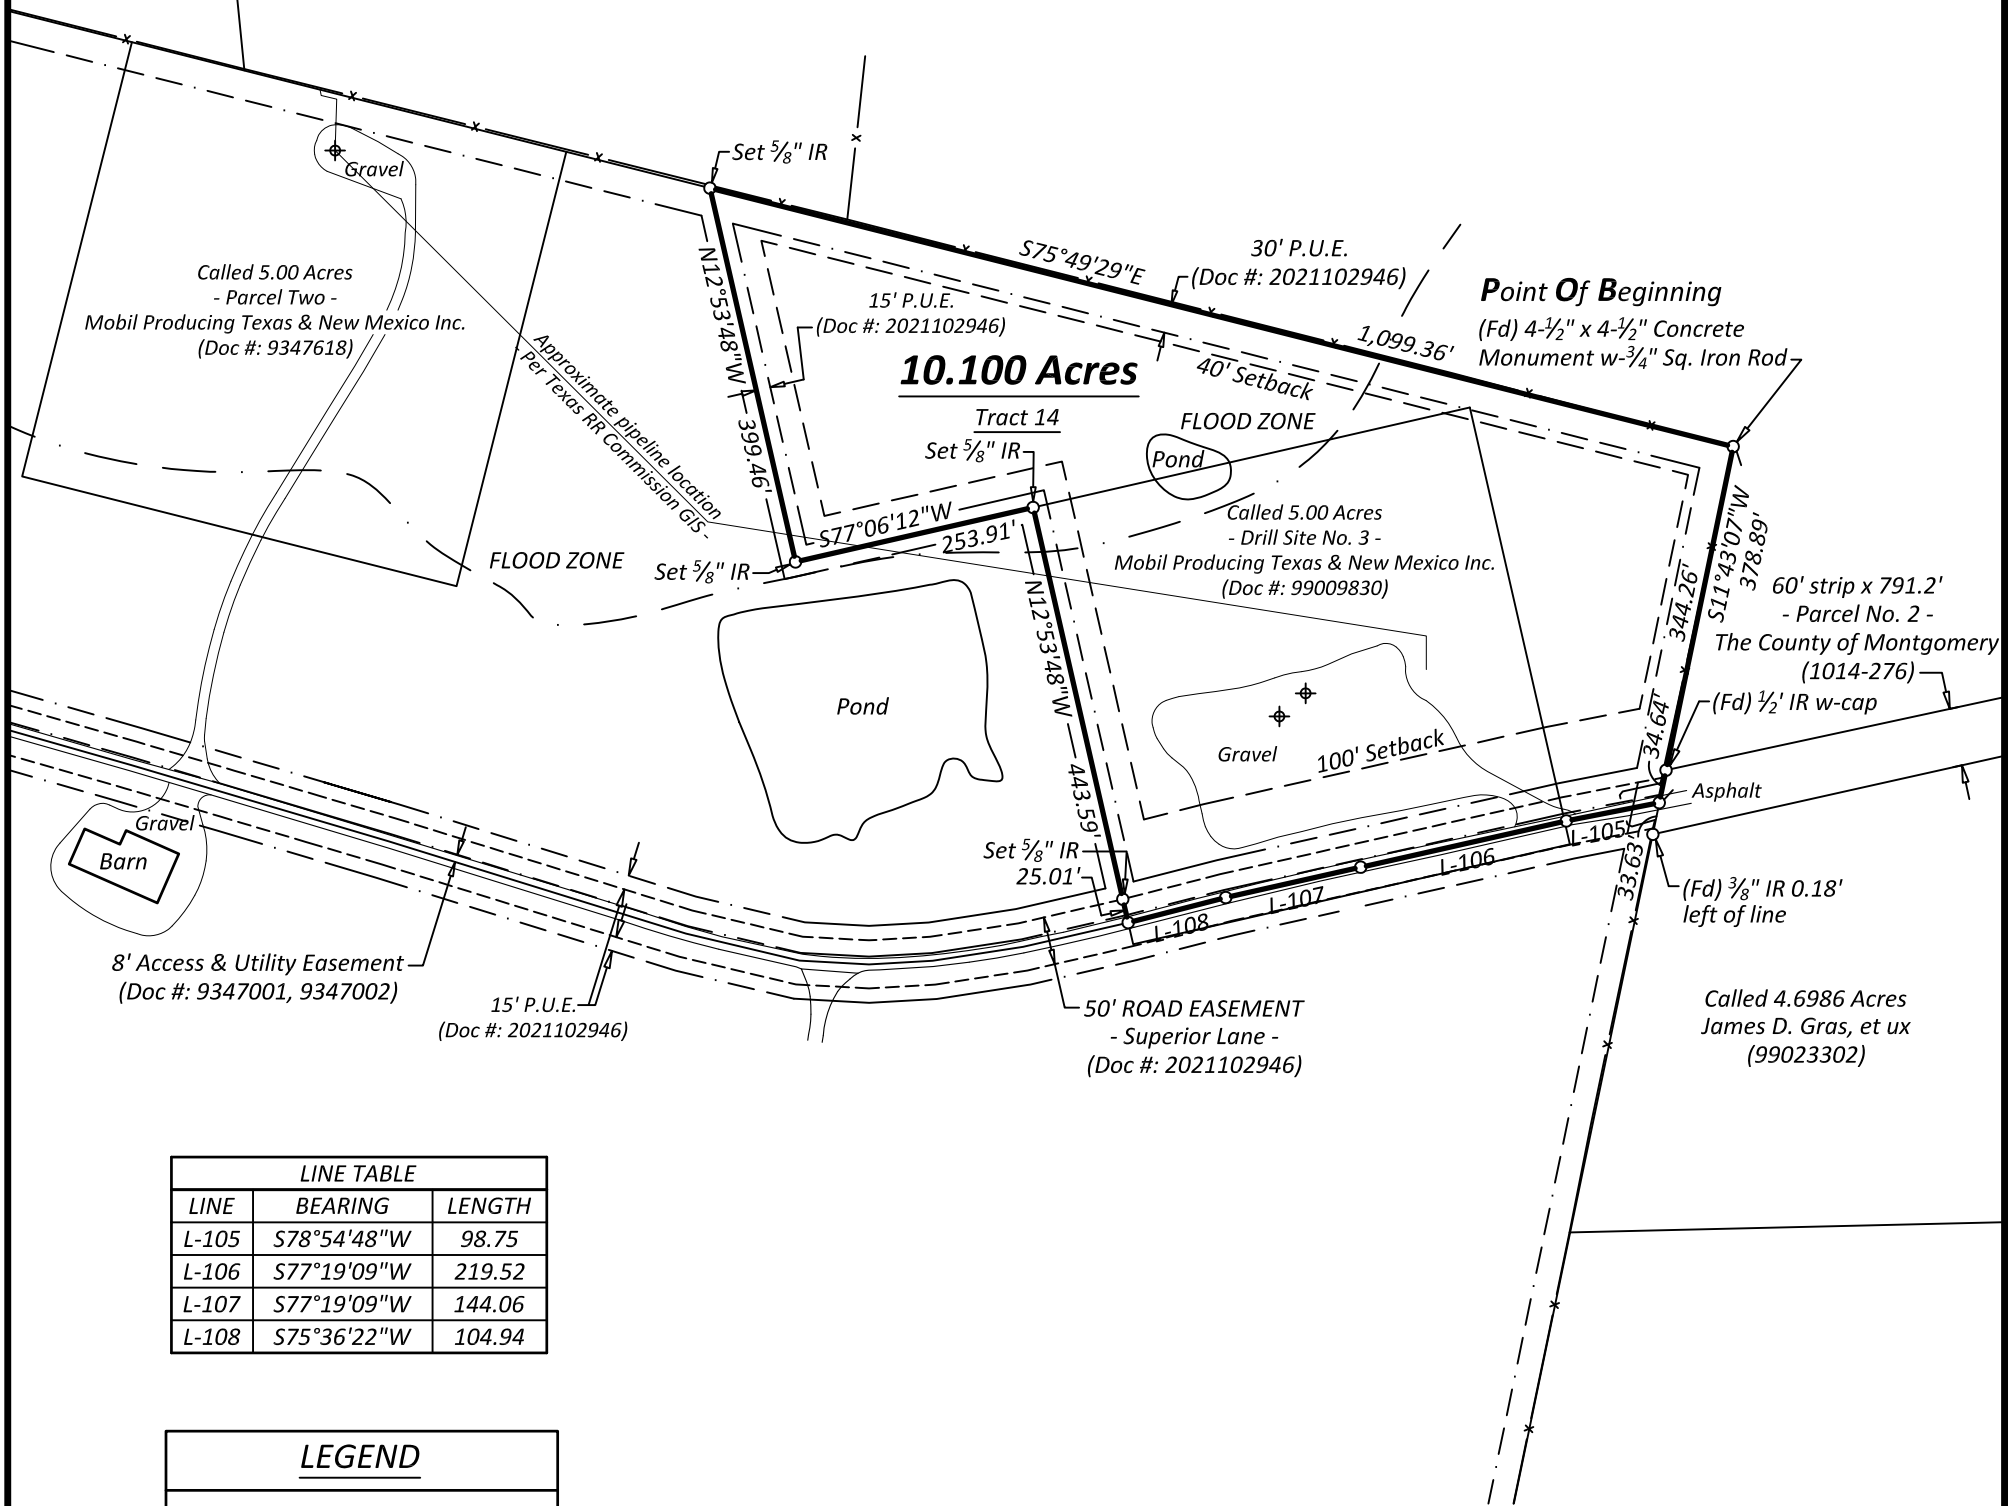 Set 5/8" IR
Gravel
Called 5.00 Acres
- Parcel Two -
Mobil Producing Texas & New Mexico Inc.
(Doc #: 9347618)
N12°53'48"W
399.46'
15' P.U.E.
(Doc #: 2021102946)
S75°49'29"E
1,099.36'
30' P.U.E.
(Doc #: 2021102946)
40' Setback
Point Of Beginning
(Fd) 4-1/2" x 4-1/2" Concrete
Monument w-3/4" Sq. Iron Rod
Approximate pipeline location
- Per Texas RR Commission GIS -
10.100 Acres
Tract 14
Set 5/8" IR
FLOOD ZONE
Pond
S77°06'12"W
253.91'
Called 5.00 Acres
- Drill Site No. 3 -
Mobil Producing Texas & New Mexico Inc.
(Doc #: 99009830)
S11°43'07"W
378.89'
344.26'
34.64'
33.63'
FLOOD ZONE
Set 5/8" IR
60' strip x 791.2'
- Parcel No. 2 -
The County of Montgomery
(1014-276)
(Fd) 1/2' IR w-cap
N12°53'48"W
443.59'
Pond
Gravel
100' Setback
Asphalt
Gravel
Barn
Set 5/8" IR
25.01'
L-105
L-106
L-107
L-108
(Fd) 3/8" IR 0.18'
left of line
8' Access & Utility Easement
(Doc #: 9347001, 9347002)
15' P.U.E.
(Doc #: 2021102946)
50' ROAD EASEMENT
- Superior Lane -
(Doc #: 2021102946)
Called 4.6986 Acres
James D. Gras, et ux
(99023302)
LINE TABLE
LINE BEARING LENGTH
L-105 S78°54'48"W 98.75
L-106 S77°19'09"W 219.52
L-107 S77°19'09"W 144.06
L-108 S75°36'22"W 104.94
LEGEND